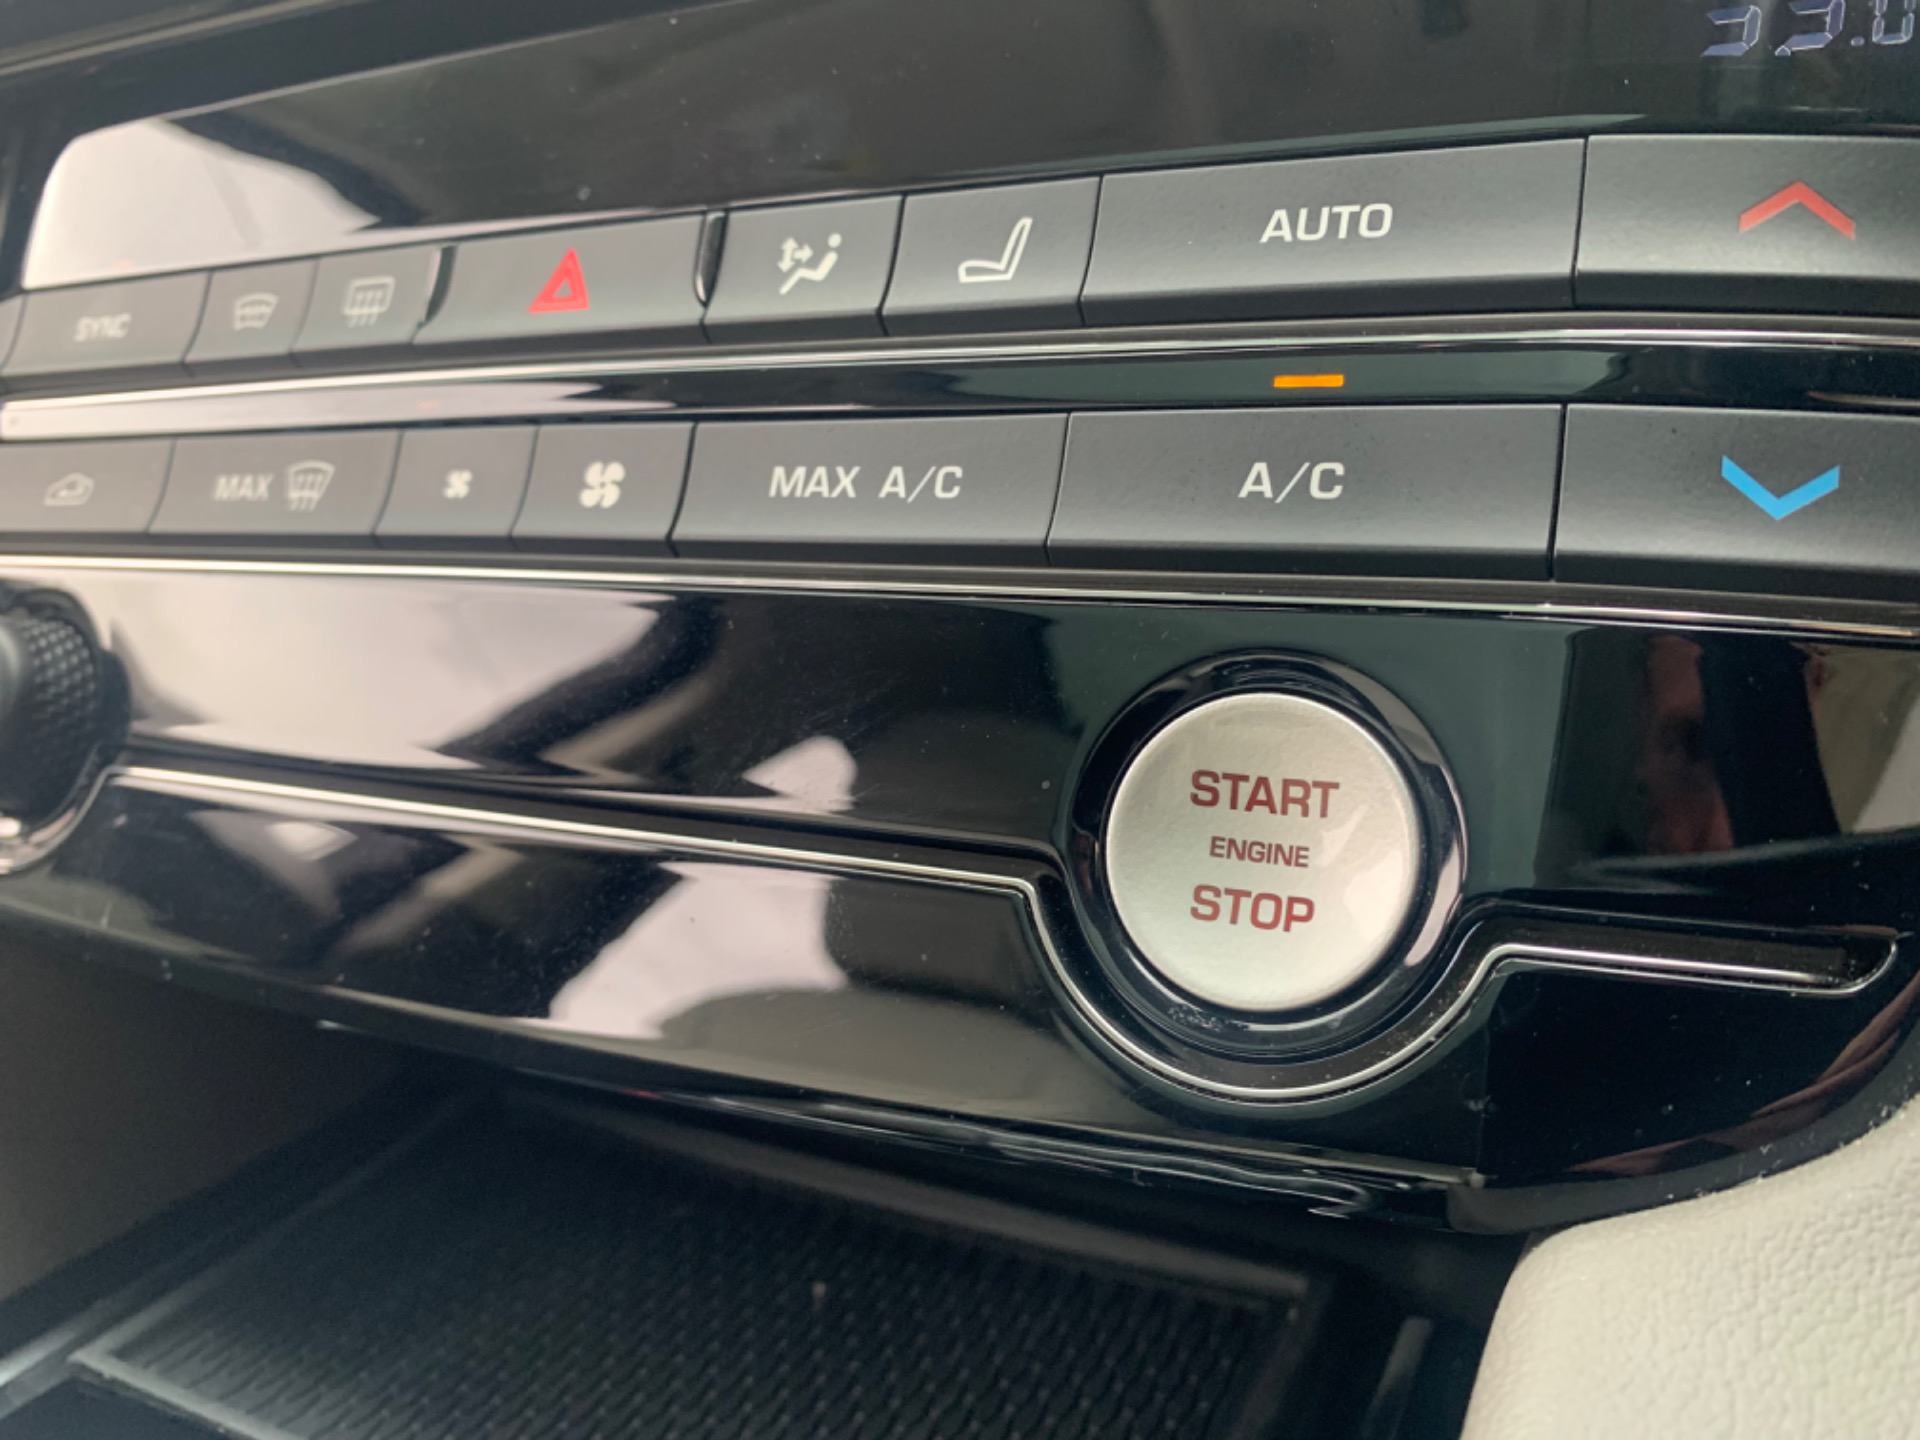 SYNC
AUTO
MAX
MAX A/C
A/C
START
ENGINE
STOP